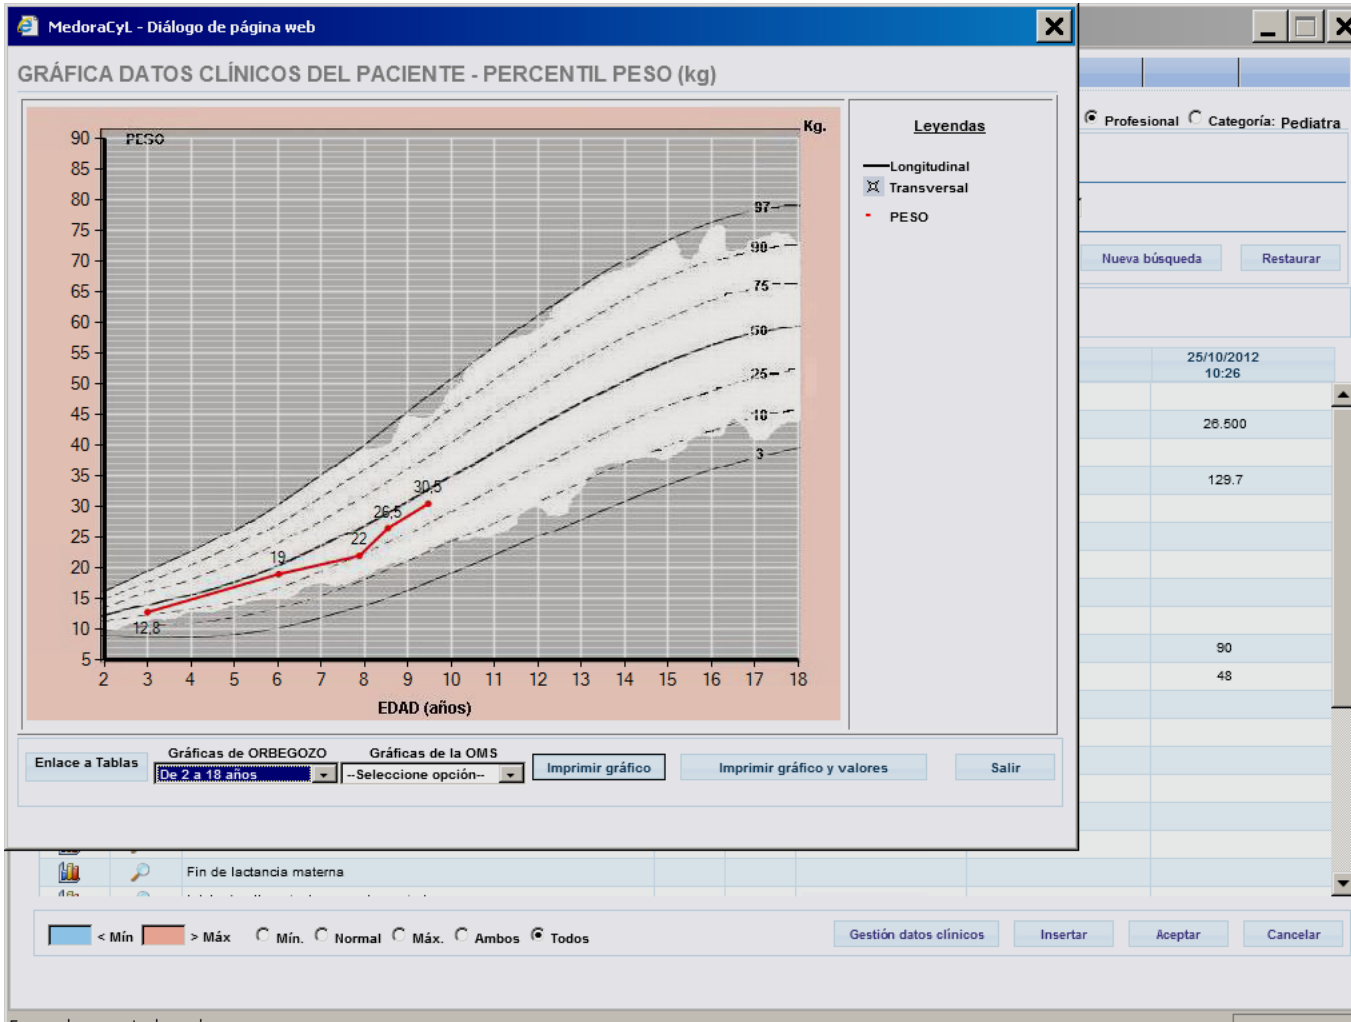 MedoraCyL - Diálogo de página web
GRÁFICA DATOS CLÍNICOS DEL PACIENTE - PERCENTIL PESO (kg)
PESO
Kg.
90
85
80
75
70
65
60
55
50
45
40
35
30
25
20
15
10
5
97
90
75
50
25
10
3
12,8
19
22
26,5
30,5
2 3 4 5 6 7 8 9 10 11 12 13 14 15 16 17 18
EDAD (años)
Leyendas
Longitudinal
Transversal
PESO
Enlace a Tablas
Gráficas de ORBEGOZO
De 2 a 18 años
Gráficas de la OMS
--Seleccione opción--
Imprimir gráfico
Imprimir gráfico y valores
Salir
Profesional Categoría: Pediatra
Nueva búsqueda Restaurar
25/10/2012
10:26
26.500
129.7
90
48
Fin de lactancia materna
< Mín > Máx Mín. Normal Máx. Ambos Todos
Gestión datos clínicos Insertar Aceptar Cancelar